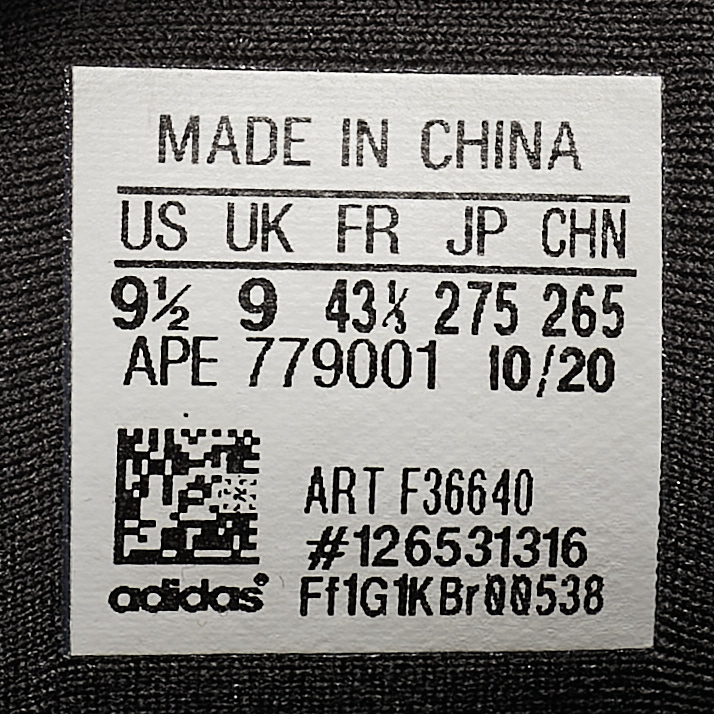 MADE IN CHINA
US UK FR JP CHN
9½ 9 43⅓ 275 265
APE 779001 10/20
ART F36640
#126531316
adidas® Ff1G1KBr00538